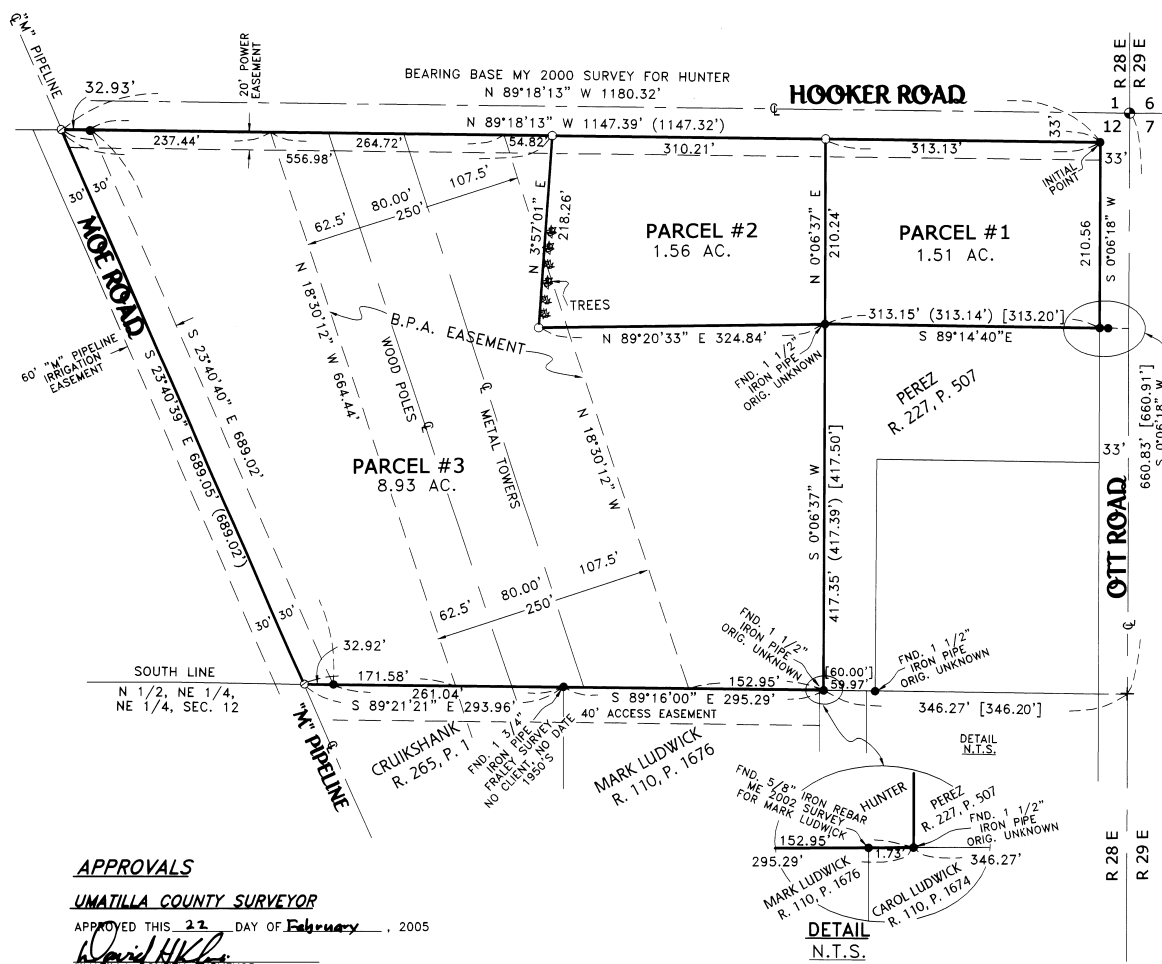 ℄ "M" PIPELINE
32.93'
20' POWER
EASEMENT
BEARING BASE MY 2000 SURVEY FOR HUNTER
N 89°18'13" W 1180.32'
℄
HOOKER ROAD
R 28 E
R 29 E
1
6
12
7
N 89°18'13" W 1147.39' (1147.32')
33'
237.44'
264.72'
54.82'
310.21'
313.13'
33'
556.98'
INITIAL
POINT
30'
30'
107.5'
80.00'
62.5'
250'
N 3°57'01" E
218.26'
PARCEL #2
1.56 AC.
N 0°06'37" E
210.24'
PARCEL #1
1.51 AC.
210.56
S 0°06'18" W
MOE ROAD
TREES
N 18°30'12" W 664.44'
B.P.A. EASEMENT
313.15' (313.14') [313.20']
N 89°20'33" E 324.84'
S 89°14'40"E
FND. 1 1/2"
IRON PIPE
ORIG. UNKNOWN
60' "M" PIPELINE
IRRIGATION
EASEMENT
S 23°40'40" E 689.02'
S 23°40'39" E 689.05' (689.02')
WOOD POLES ℄
℄ METAL TOWERS
N 18°30'12" W
PEREZ
R. 227, P. 507
660.83' [660.91']
S 0°06'18" W
33'
PARCEL #3
8.93 AC.
S 0°06'37" W
417.35' (417.39') [417.50']
OTT ROAD
℄
107.5'
80.00'
62.5'
250'
30'
30'
32.92'
FND. 1 1/2"
IRON PIPE
ORIG. UNKNOWN
FND. 1 1/2"
IRON PIPE
ORIG. UNKNOWN
SOUTH LINE
N 1/2, NE 1/4,
NE 1/4, SEC. 12
171.58'
261.04'
152.95'
[60.00']
59.97'
S 89°21'21" E 293.96'
S 89°16'00" E 295.29'
346.27' [346.20']
40' ACCESS EASEMENT
"M" PIPELINE
℄
CRUIKSHANK
R. 265, P. 1
FND. 1 3/4"
IRON PIPE
FRALEY SURVEY,
NO CLIENT, NO DATE
1950'S
MARK LUDWICK
R. 110, P. 1676
DETAIL
N.T.S.
FND. 5/8" IRON REBAR
ME 2002 SURVEY
FOR MARK LUDWICK
HUNTER
PEREZ
R. 227, P. 507
FND. 1 1/2"
IRON PIPE
ORIG. UNKNOWN
152.95'
295.29'
1.73'
346.27'
MARK LUDWICK
R. 110, P. 1676
CAROL LUDWICK
R. 110, P. 1674
DETAIL
N.T.S.
R 28 E
R 29 E
APPROVALS
UMATILLA COUNTY SURVEYOR
APPROVED THIS 22 DAY OF February , 2005